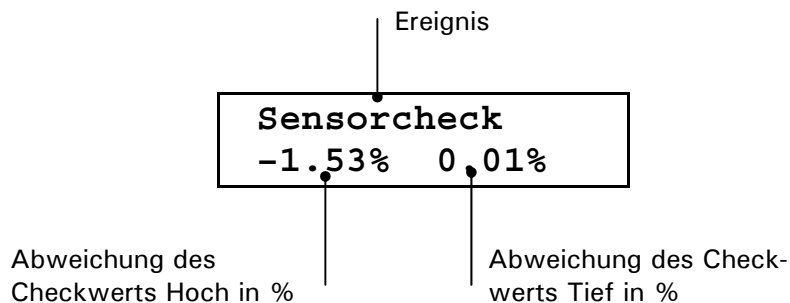 Ereignis
Sensorcheck
-1.53% 0.01%
Abweichung des
Checkwerts Hoch in %
Abweichung des Check-
werts Tief in %